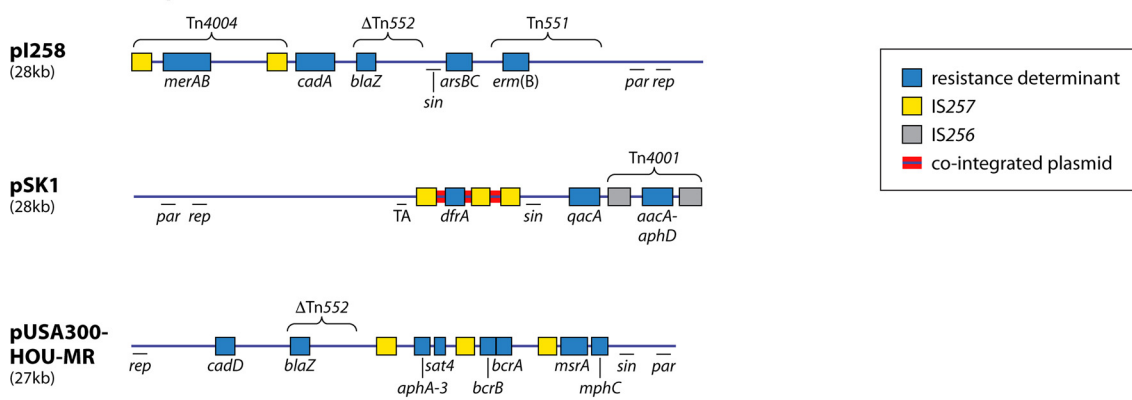 Tn4004 ΔTn552 Tn551
pI258
(28kb)
merAB cadA blaZ arsBC erm(B) par rep
sin
resistance determinant
IS257
IS256
co-integrated plasmid
Tn4001
pSK1
(28kb)
par rep TA dfrA sin qacA aacA-
aphD
ΔTn552
pUSA300-
HOU-MR
(27kb)
rep cadD blaZ sat4 bcrA msrA sin par
aphA-3 bcrB mphC